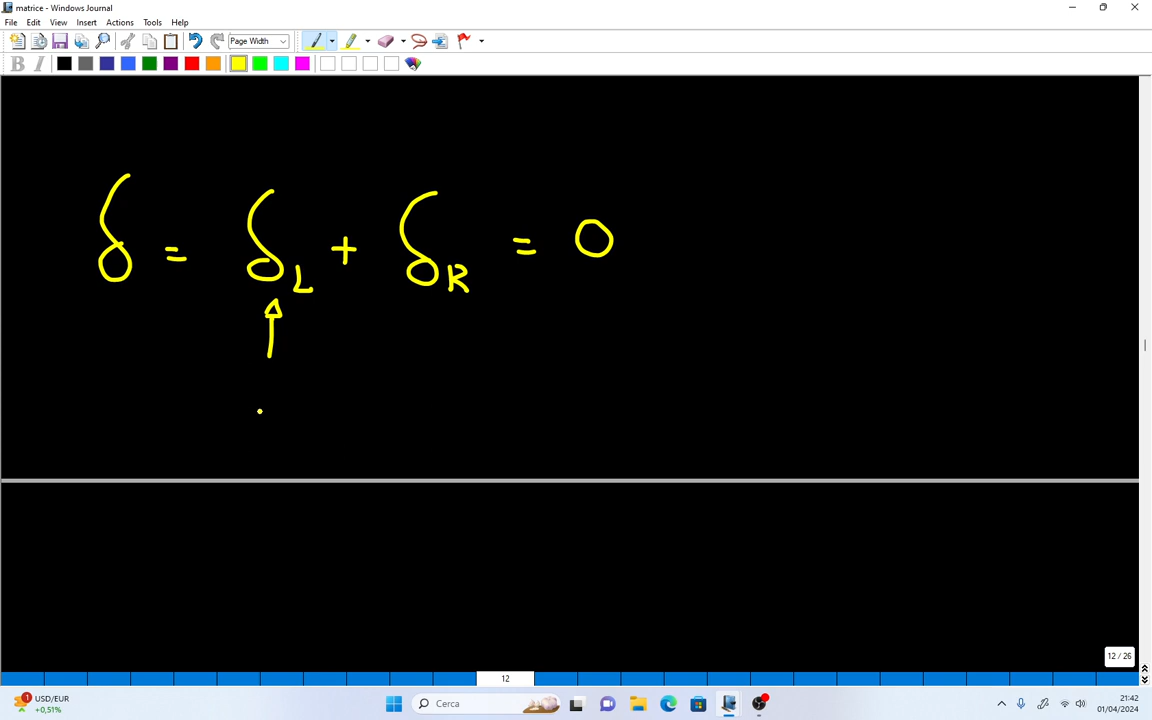 matrice - Windows Journal
File Edit View Insert Actions Tools Help
Page Width
B I
δ = δL + δR = 0
12 / 26
12
1
USD/EUR
+0,51%
Cerca
21:42
01/04/2024